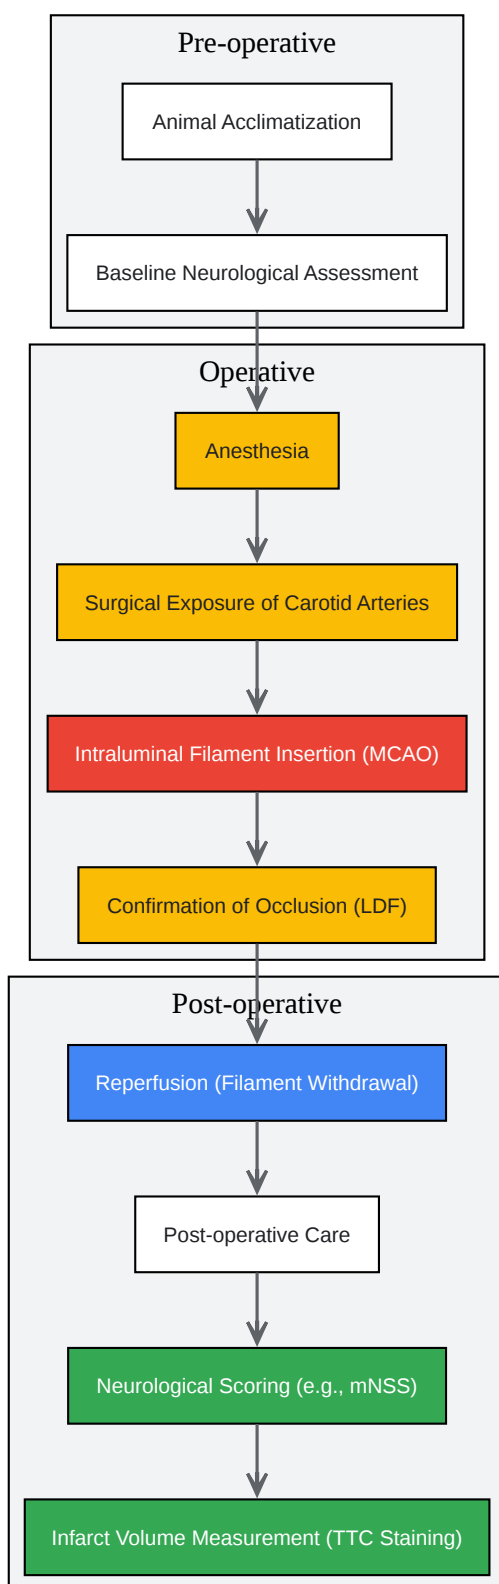 Pre-operative
Animal Acclimatization
Baseline Neurological Assessment
Operative
Anesthesia
Surgical Exposure of Carotid Arteries
Intraluminal Filament Insertion (MCAO)
Confirmation of Occlusion (LDF)
Post-operative
Reperfusion (Filament Withdrawal)
Post-operative Care
Neurological Scoring (e.g., mNSS)
Infarct Volume Measurement (TTC Staining)